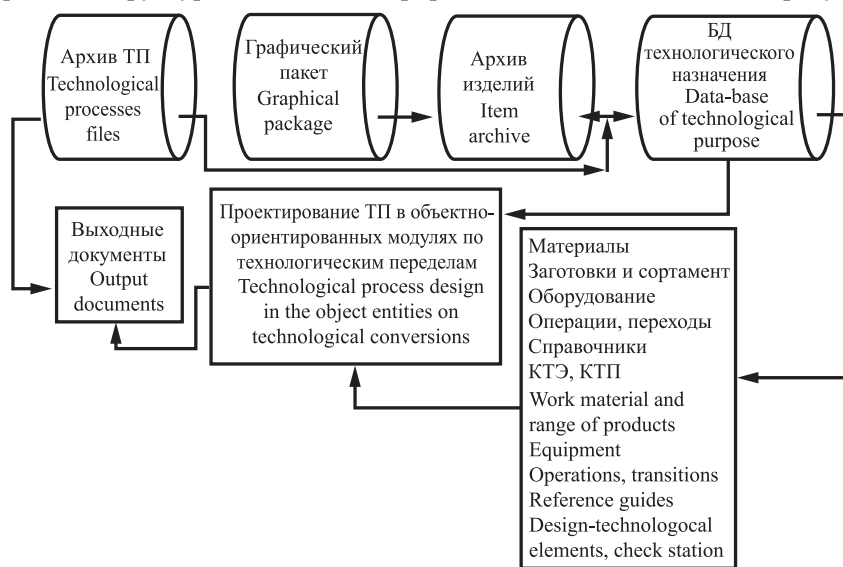 Архив ТП
Technological
processes
files
Графический
пакет
Graphical
package
Архив
изделий
Item
archive
БД
технологического
назначения
Data-base
of technological
purpose
Выходные
документы
Output
documents
Проектирование ТП в объектно-
ориентированных модулях по
технологическим переделам
Technological process design
in the object entities on
technological conversions
Материалы
Заготовки и сортамент
Оборудование
Операции, переходы
Справочники
КТЭ, КТП
Work material and
range of products
Equipment
Operations, transitions
Reference guides
Design-technologocal
elements, check station